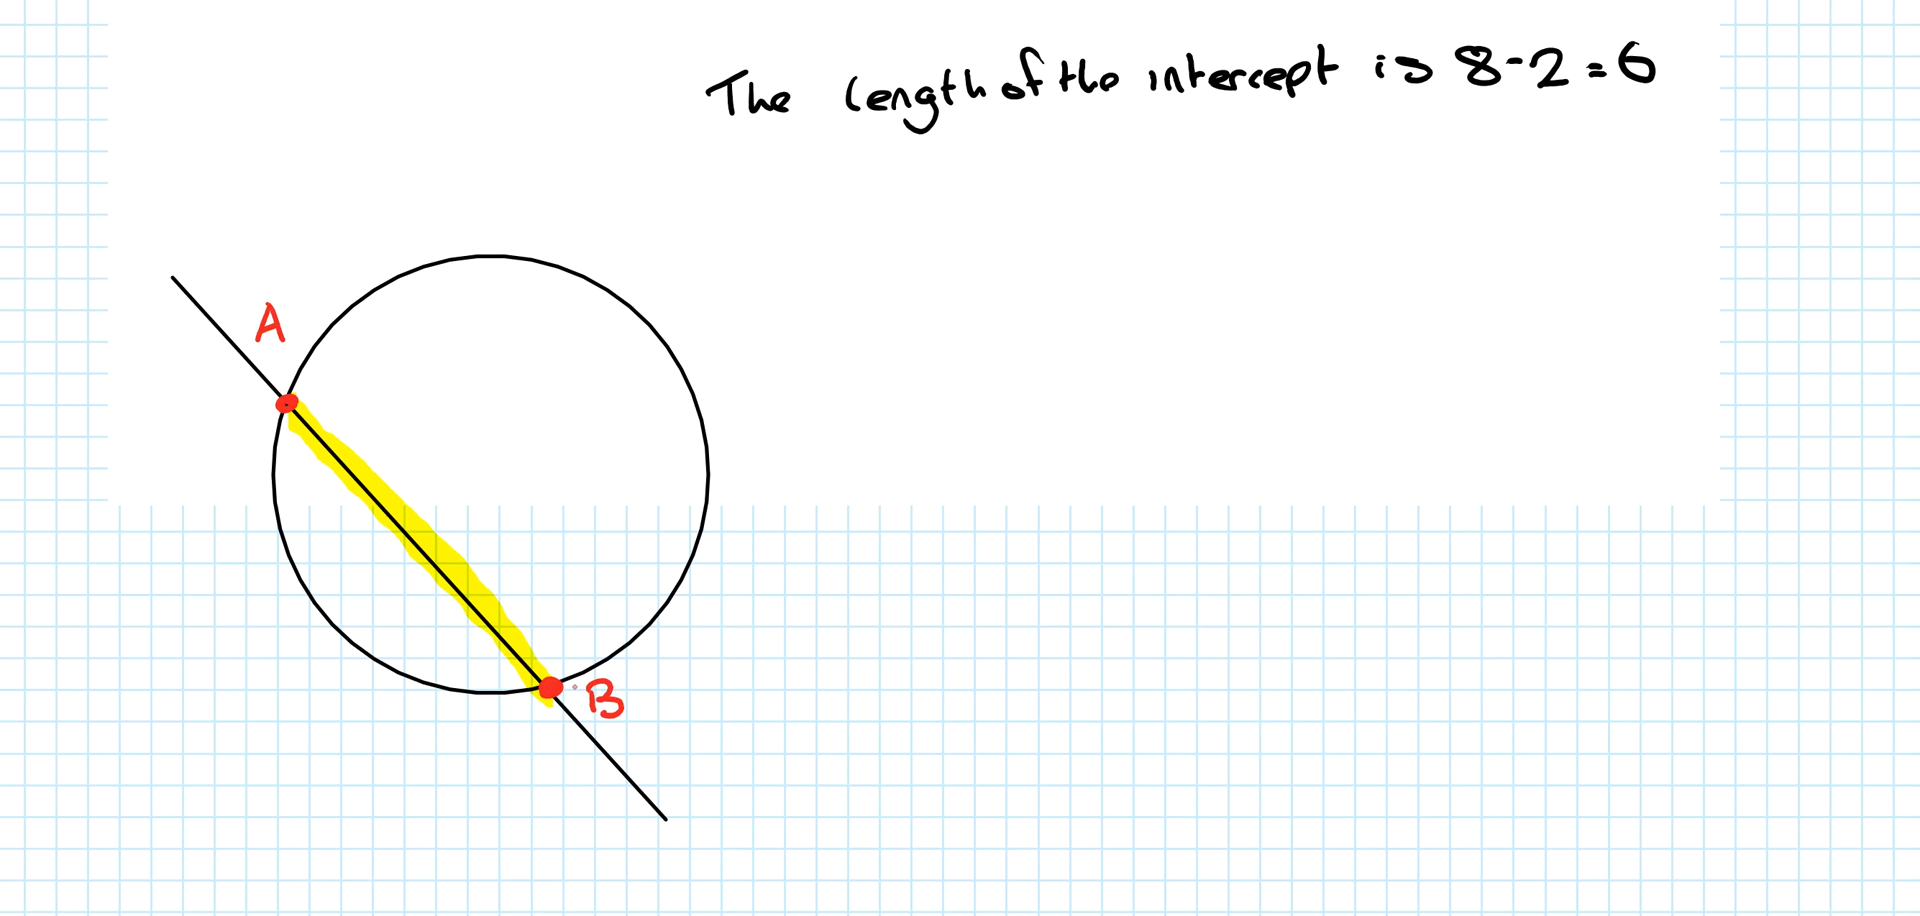 The length of the intercept is 8-2=6
A
B